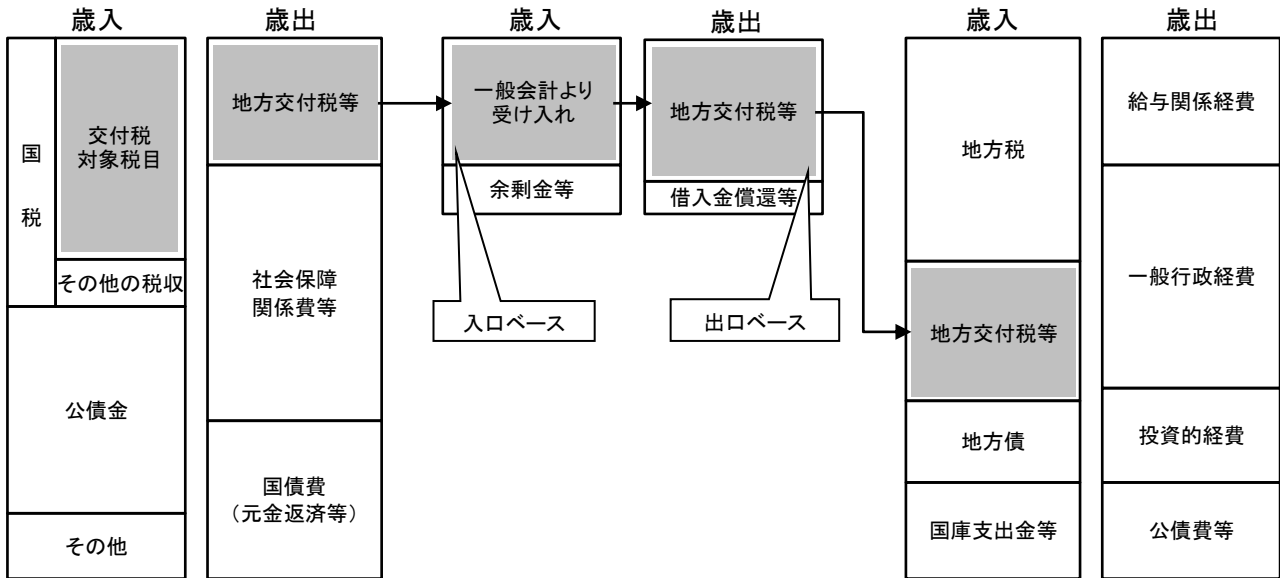 歳入
国
税
交付税
対象税目
その他の税収
公債金
その他
歳出
地方交付税等
社会保障
関係費等
国債費
（元金返済等）
歳入
一般会計より
受け入れ
余剰金等
入口ベース
歳出
地方交付税等
借入金償還等
出口ベース
歳入
地方税
地方交付税等
地方債
国庫支出金等
歳出
給与関係経費
一般行政経費
投資的経費
公債費等